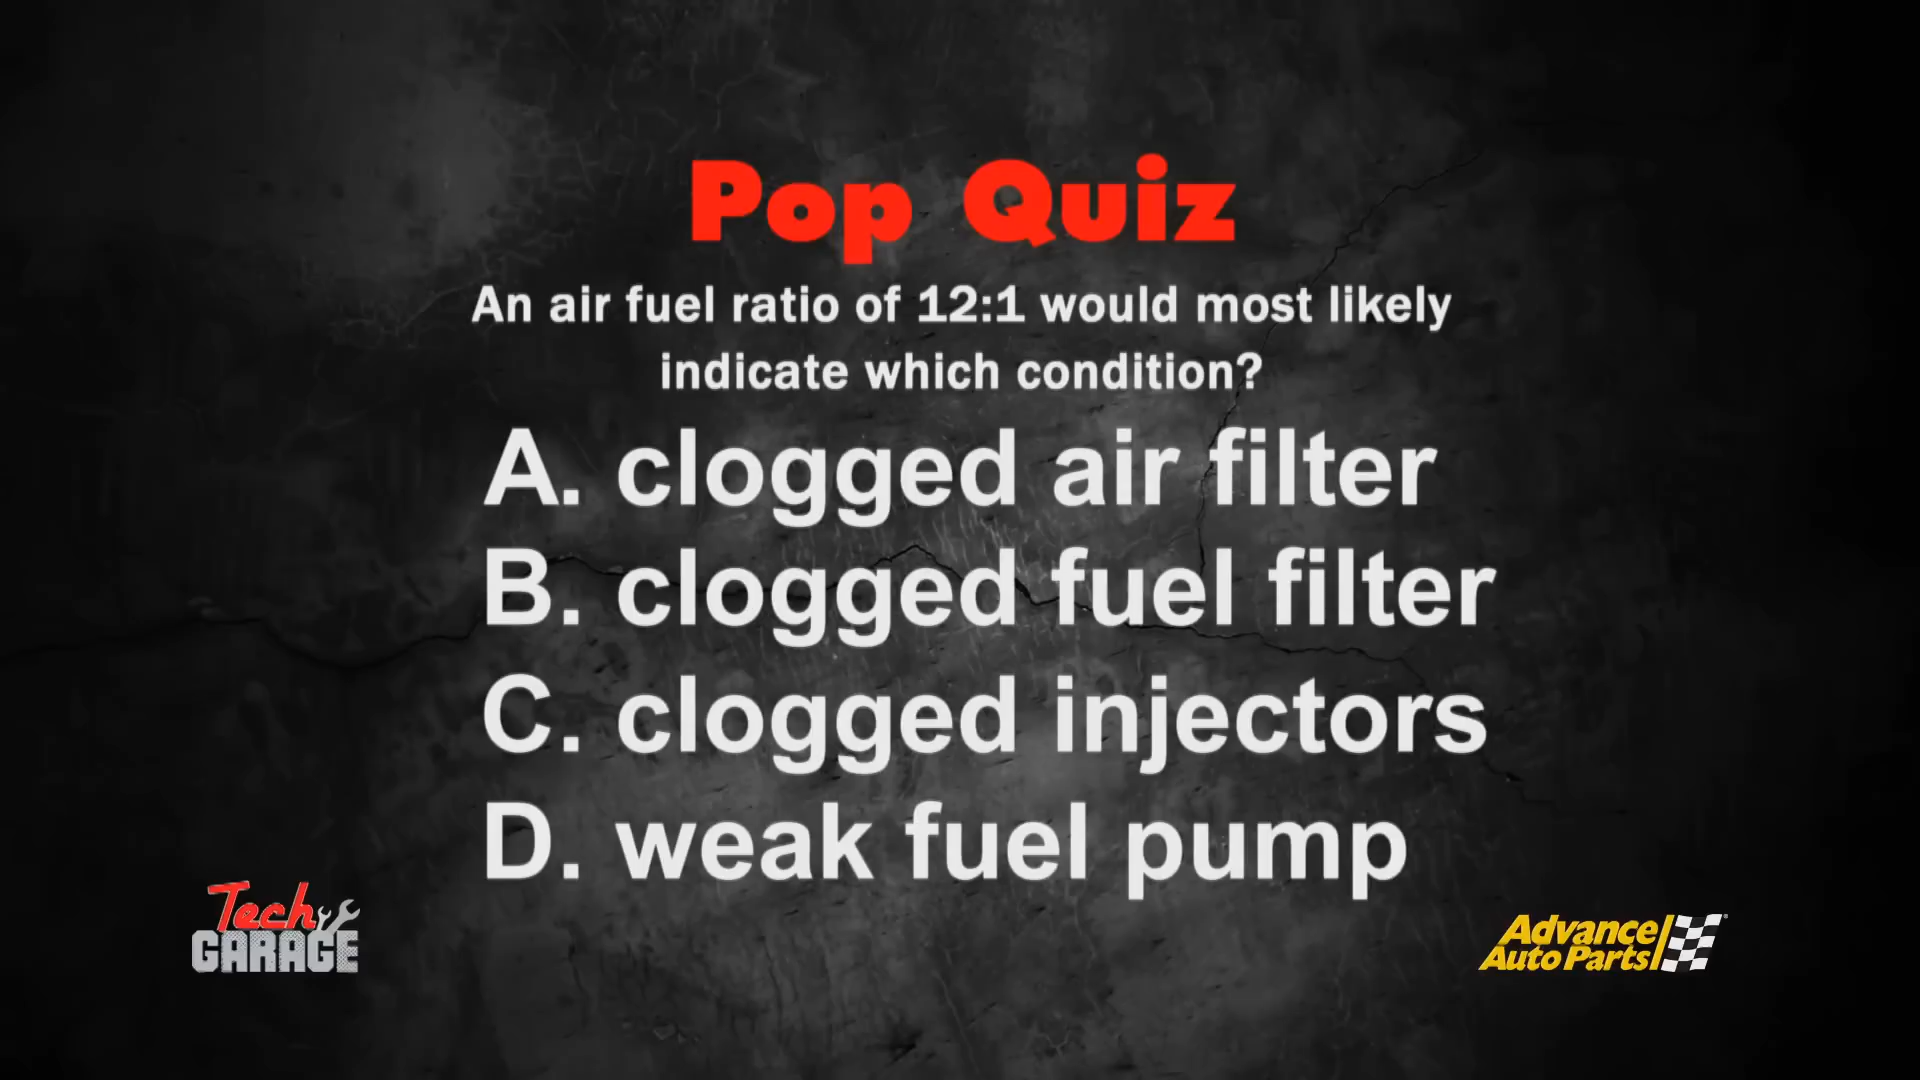 Pop Quiz
An air fuel ratio of 12:1 would most likely
indicate which condition?
A. clogged air filter
B. clogged fuel filter
C. clogged injectors
D. weak fuel pump
Tech
GARAGE
Advance
Auto Parts